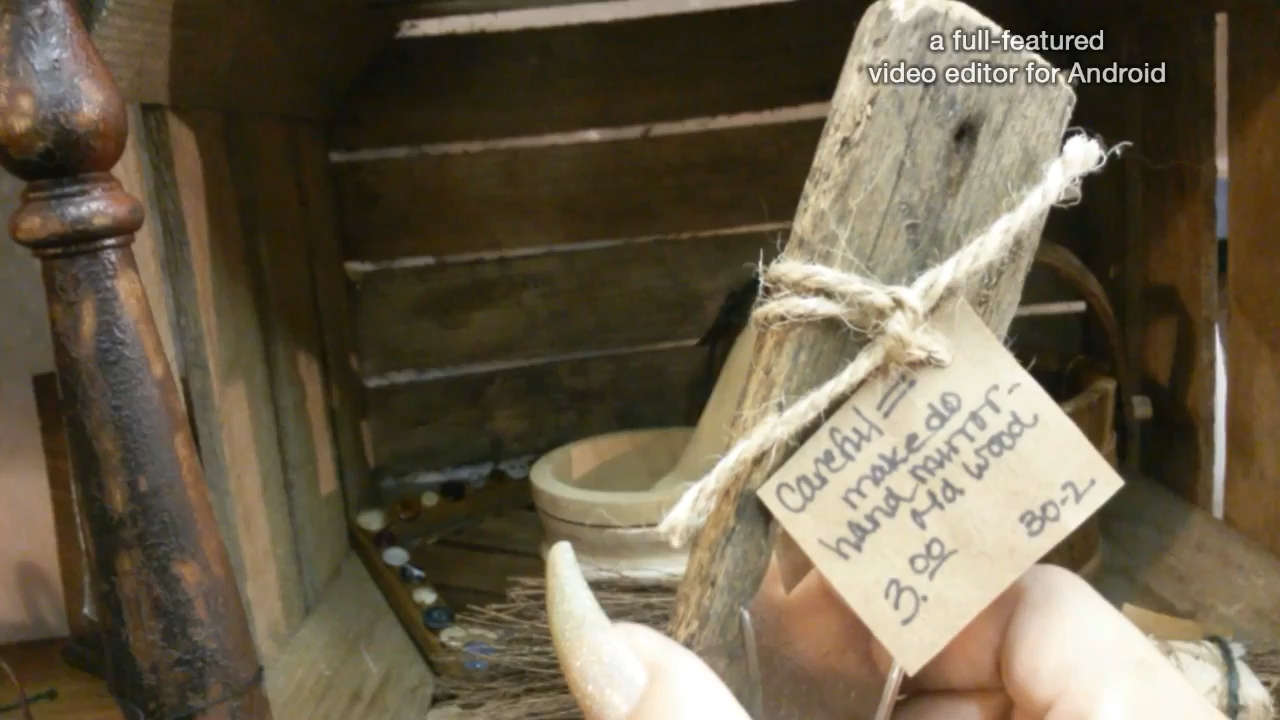 a full-featured
video editor for Android
Careful =
make do
hand mirror-
old wood
3.00
30-2